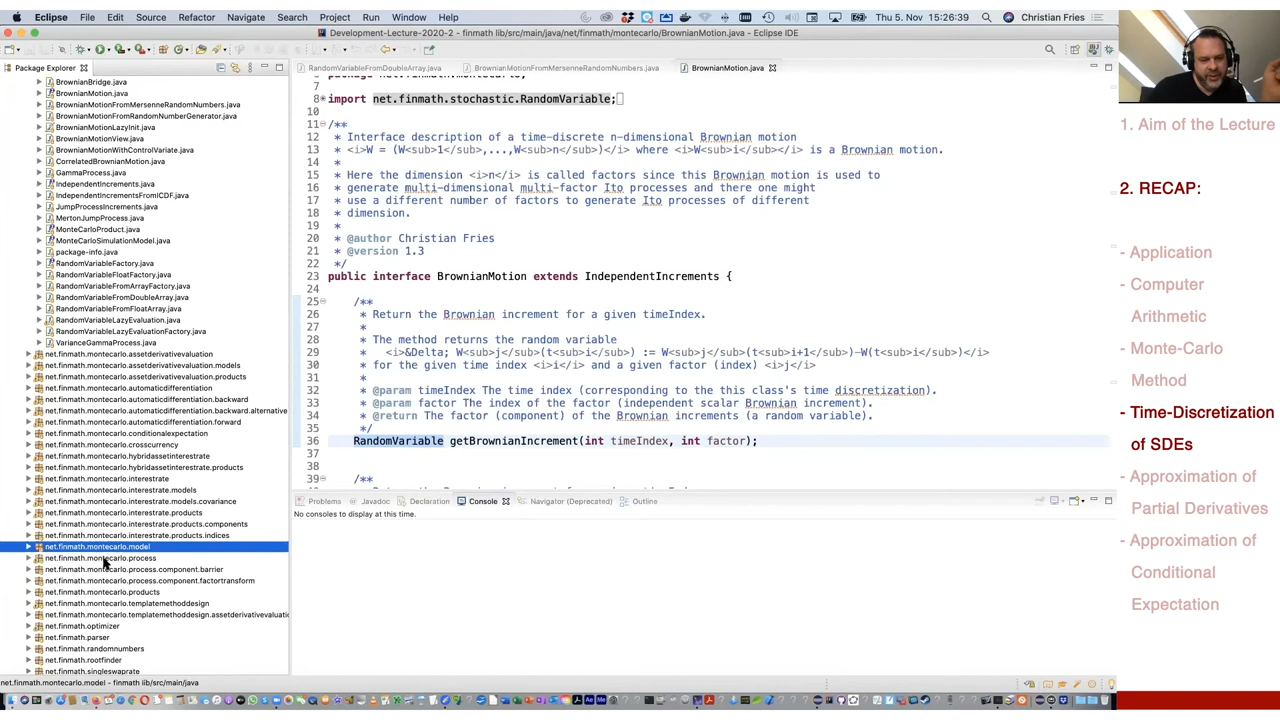 Eclipse File Edit Source Refactor Navigate Search Project Run Window Help
Thu 5. Nov 15:26:39 Christian Fries
Development-Lecture-2020-2 - finmath lib/src/main/java/net/finmath/montecarlo/BrownianMotion.java - Eclipse IDE
Package Explorer
BrownianBridge.java
BrownianMotion.java
BrownianMotionFromMersenneRandomNumbers.java
BrownianMotionFromRandomNumberGenerator.java
BrownianMotionLazyInit.java
BrownianMotionView.java
BrownianMotionWithControlVariate.java
CorrelatedBrownianMotion.java
GammaProcess.java
IndependentIncrements.java
IndependentIncrementsFromICDF.java
JumpProcessIncrements.java
MertonJumpProcess.java
MonteCarloProduct.java
MonteCarloSimulationModel.java
package-info.java
RandomVariableFactory.java
RandomVariableFloatFactory.java
RandomVariableFromArrayFactory.java
RandomVariableFromDoubleArray.java
RandomVariableFromFloatArray.java
RandomVariableLazyEvaluation.java
RandomVariableLazyEvaluationFactory.java
VarianceGammaProcess.java
net.finmath.montecarlo.assetderivativevaluation
net.finmath.montecarlo.assetderivativevaluation.models
net.finmath.montecarlo.assetderivativevaluation.products
net.finmath.montecarlo.automaticdifferentiation
net.finmath.montecarlo.automaticdifferentiation.backward
net.finmath.montecarlo.automaticdifferentiation.backward.alternative
net.finmath.montecarlo.automaticdifferentiation.forward
net.finmath.montecarlo.conditionalexpectation
net.finmath.montecarlo.crosscurrency
net.finmath.montecarlo.hybridassetinterestrate
net.finmath.montecarlo.hybridassetinterestrate.products
net.finmath.montecarlo.interestrate
net.finmath.montecarlo.interestrate.models
net.finmath.montecarlo.interestrate.models.covariance
net.finmath.montecarlo.interestrate.products
net.finmath.montecarlo.interestrate.products.components
net.finmath.montecarlo.interestrate.products.indices
net.finmath.montecarlo.model
net.finmath.montecarlo.process
net.finmath.montecarlo.process.component.barrier
net.finmath.montecarlo.process.component.factortransform
net.finmath.montecarlo.products
net.finmath.montecarlo.templatemethoddesign
net.finmath.montecarlo.templatemethoddesign.assetderivativevaluatio
net.finmath.optimizer
net.finmath.parser
net.finmath.randomnumbers
net.finmath.rootfinder
net.finmath.singleswaprate
net.finmath.montecarlo.model - finmath lib/src/main/java
RandomVariableFromDoubleArray.java BrownianMotionFromMersenneRandomNumbers.java BrownianMotion.java
7
8 import net.finmath.stochastic.RandomVariable;
10
11 /**
12 * Interface description of a time-discrete n-dimensional Brownian motion
13 * <i>W = (W<sub>1</sub>,...,W<sub>n</sub>)</i> where <i>W<sub>i</sub></i> is a Brownian motion.
14 *
15 * Here the dimension <i>n</i> is called factors since this Brownian motion is used to
16 * generate multi-dimensional multi-factor Ito processes and there one might
17 * use a different number of factors to generate Ito processes of different
18 * dimension.
19 *
20 * @author Christian Fries
21 * @version 1.3
22 */
23 public interface BrownianMotion extends IndependentIncrements {
24
25 /**
26 * Return the Brownian increment for a given timeIndex.
27 *
28 * The method returns the random variable
29 * <i>&Delta; W<sub>j</sub>(t<sub>i</sub>) := W<sub>j</sub>(t<sub>i+1</sub>)-W(t<sub>i</sub>)</i>
30 * for the given time index <i>i</i> and a given factor (index) <i>j</i>
31 *
32 * @param timeIndex The time index (corresponding to the this class's time discretization).
33 * @param factor The index of the factor (independent scalar Brownian increment).
34 * @return The factor (component) of the Brownian increments (a random variable).
35 */
36 RandomVariable getBrownianIncrement(int timeIndex, int factor);
37
38
39 /**
Problems Javadoc Declaration Console Navigator (Deprecated) Outline
No consoles to display at this time.
1. Aim of the Lecture
2. RECAP:
- Application
- Computer
Arithmetic
- Monte-Carlo
Method
- Time-Discretization
of SDEs
- Approximation of
Partial Derivatives
- Approximation of
Conditional
Expectation